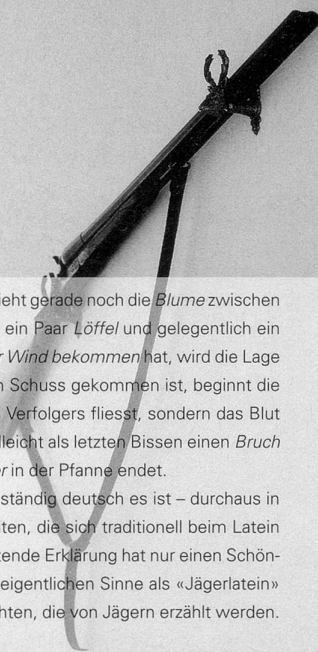 ieht gerade noch die Blume zwischen
ein Paar Löffel und gelegentlich ein
r Wind bekommen hat, wird die Lage
n Schuss gekommen ist, beginnt die
Verfolgers fliesst, sondern das Blut
lleicht als letzten Bissen einen Bruch
er in der Pfanne endet.
ständig deutsch es ist – durchaus in
ten, die sich traditionell beim Latein
tende Erklärung hat nur einen Schön-
eigentlichen Sinne als «Jägerlatein»
hten, die von Jägern erzählt werden.